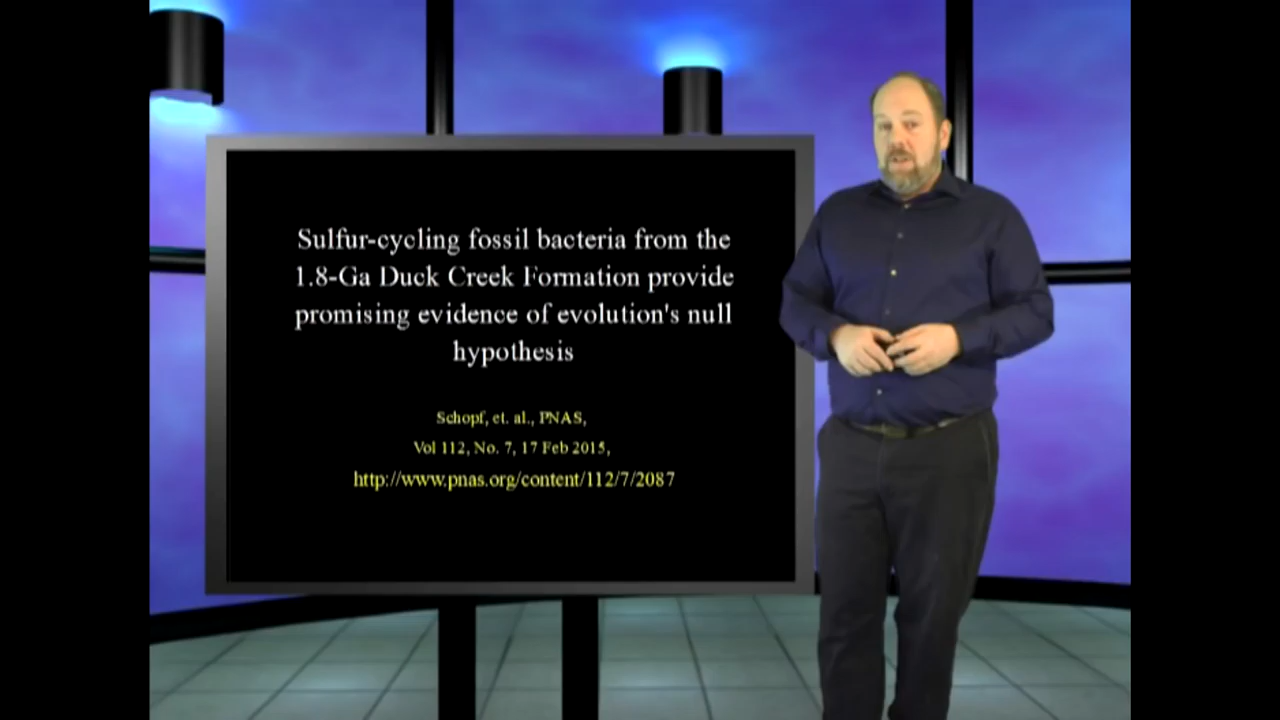 Sulfur-cycling fossil bacteria from the
1.8-Ga Duck Creek Formation provide
promising evidence of evolution's null
hypothesis
Schopf, et. al., PNAS,
Vol 112, No. 7, 17 Feb 2015,
http://www.pnas.org/content/112/7/2087